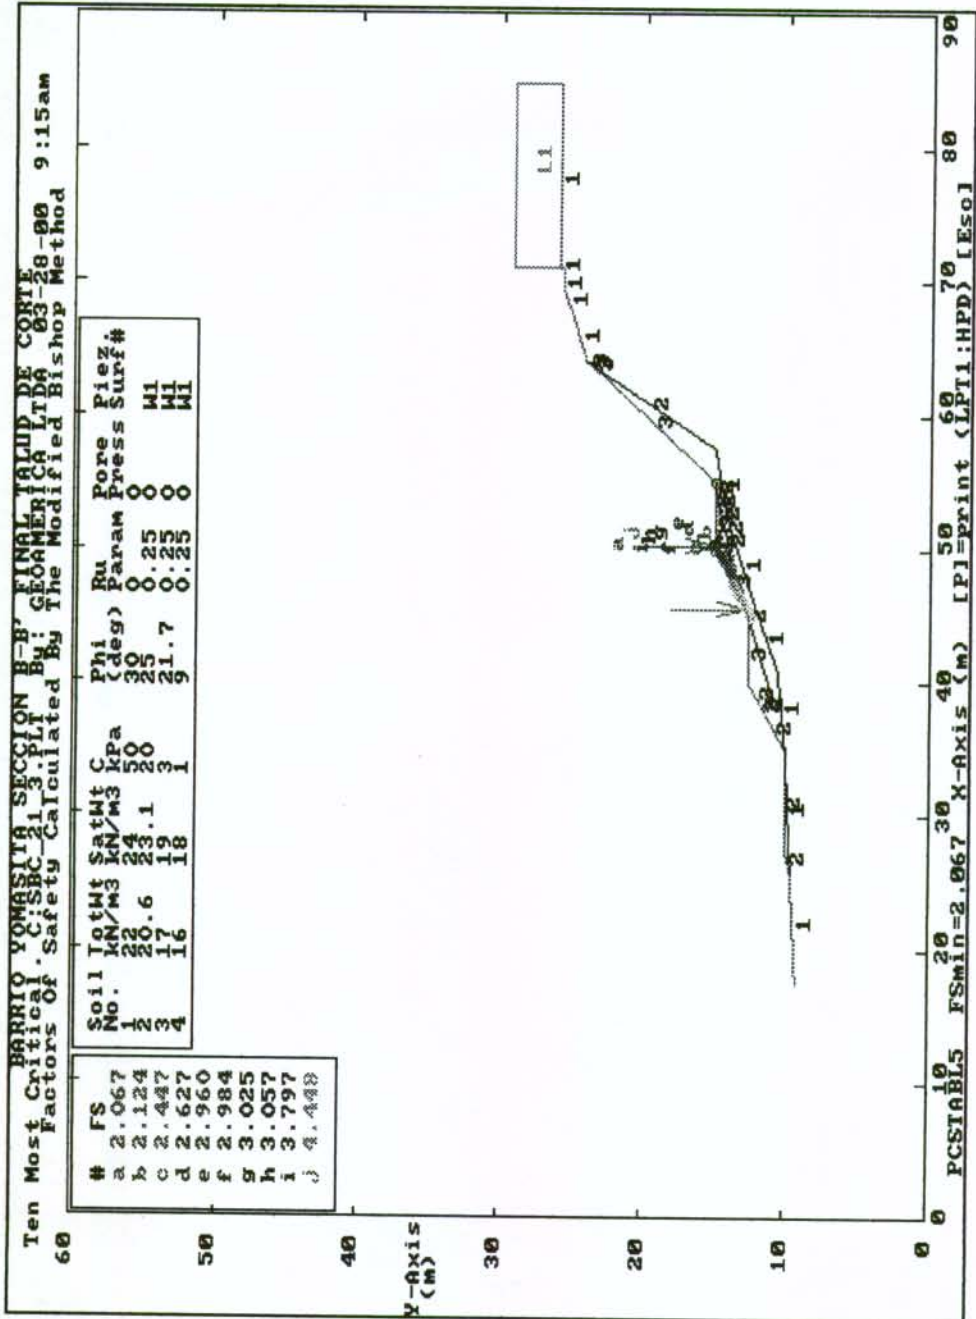 BARRIO YOMASITA SECCION B-B' FINAL TALUD DE CORTE
Ten Most Critical. C:SBC_21_3.PLT By: GEOAMERICA LTDA 03-28-00 9:15am
Factors Of Safety Calculated By The Modified Bishop Method
# FS
a 2.067
b 2.124
c 2.447
d 2.627
e 2.960
f 2.984
g 3.025
h 3.057
i 3.797
j 4.448
Soil TotWt SatWt C Phi Ru Pore Piez.
No. kN/m3 kN/m3 kPa (deg) Param Press Surf#
1 22 24 50 30 0 0
2 20.6 23.1 20 25 0.25 0 W1
3 17 19 3 21.7 0.25 0 W1
4 16 18 1 9 0.25 0 W1
L1
60
50
40
30
20
10
0
Y-Axis
(m)
0 10 20 30 40 50 60 70 80 90
PCSTABL5 FSmin=2.067 X-Axis (m) [P]=print (LPT1:HPD) [Esc]